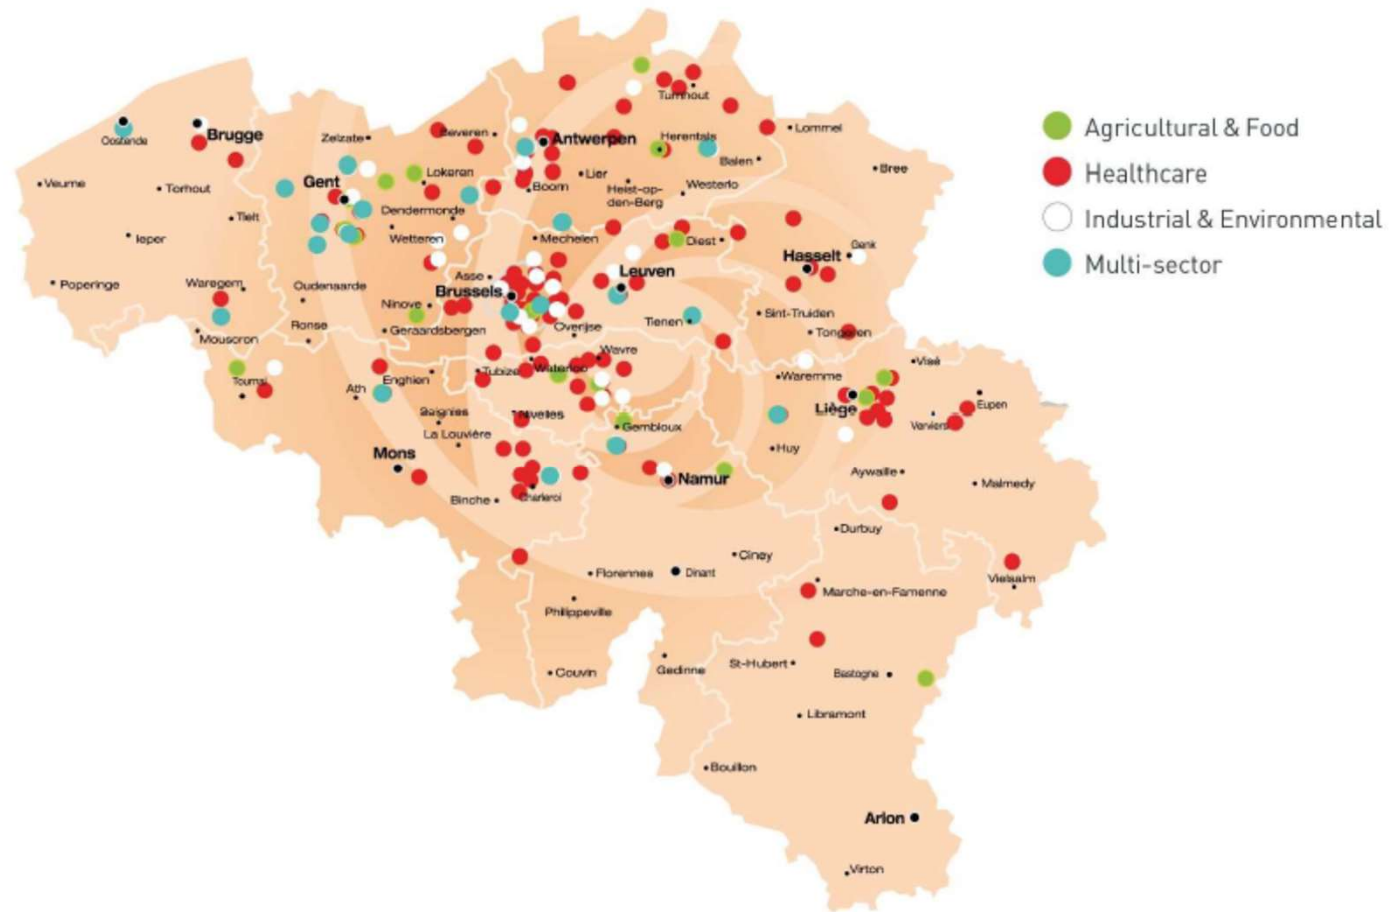 Agricultural & Food
Healthcare
Industrial & Environmental
Multi-sector
Turnhout
Oostende
Brugge
Zelzate
Beveren
Antwerpen
Herentals
Lommel
Balen
Bree
Veurne
Torhout
Gent
Lokeren
Boom
Lier
Heist-op-
den-Berg
Westerlo
Tielt
Dendermonde
Ieper
Wetteren
Mechelen
Diest
Hasselt
Genk
Poperinge
Waregem
Oudenaarde
Asse
Brussels
Leuven
Ninove
Sint-Truiden
Ronse
Geraardsbergen
Overijse
Tienen
Tongeren
Mouscron
Wavre
Visé
Tournai
Ath
Enghien
Tubize
Waterloo
Waremme
Soignies
Nivelles
Liège
Eupen
La Louvière
Gembloux
Verviers
Mons
Huy
Namur
Aywaille
Malmedy
Binche
Charleroi
Durbuy
Ciney
Florennes
Dinant
Vielsalm
Marche-en-Famenne
Philippeville
Couvin
Gedinne
St-Hubert
Bastogne
Libramont
Bouillon
Arlon
Virton